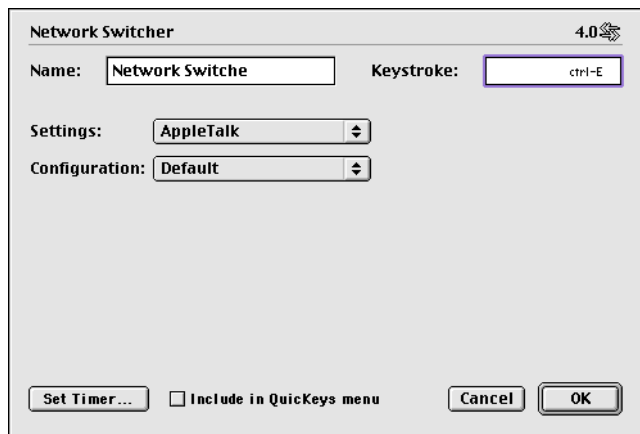 Network Switcher 4.0
Name: Network Switche Keystroke: ctrl-E
Settings: AppleTalk
Configuration: Default
Set Timer... Include in QuicKeys menu Cancel OK